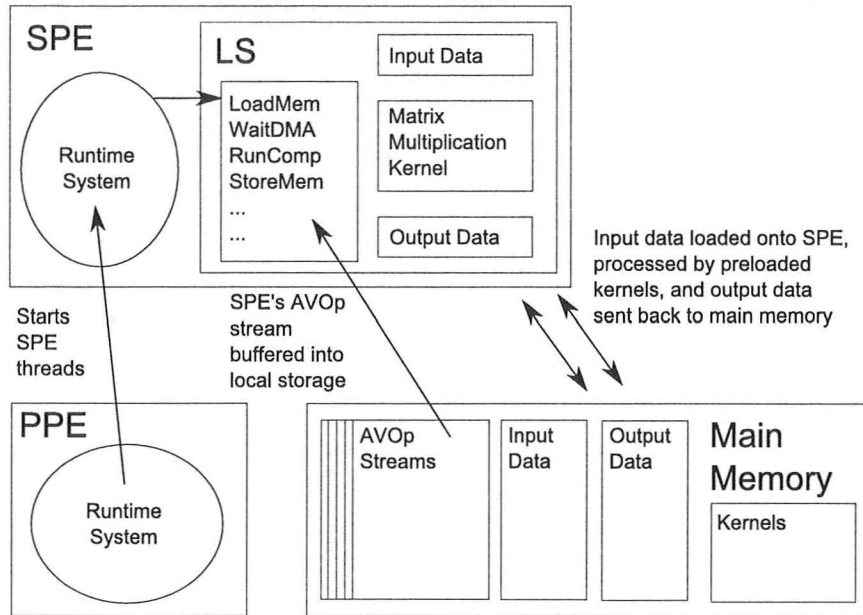 SPE
LS
Input Data
LoadMem
WaitDMA
RunComp
StoreMem
...
...
Matrix
Multiplication
Kernel
Runtime
System
Output Data
Input data loaded onto SPE,
processed by preloaded
kernels, and output data
sent back to main memory
Starts
SPE
threads
SPE's AVOp
stream
buffered into
local storage
PPE
Runtime
System
AVOp
Streams
Input
Data
Output
Data
Main
Memory
Kernels